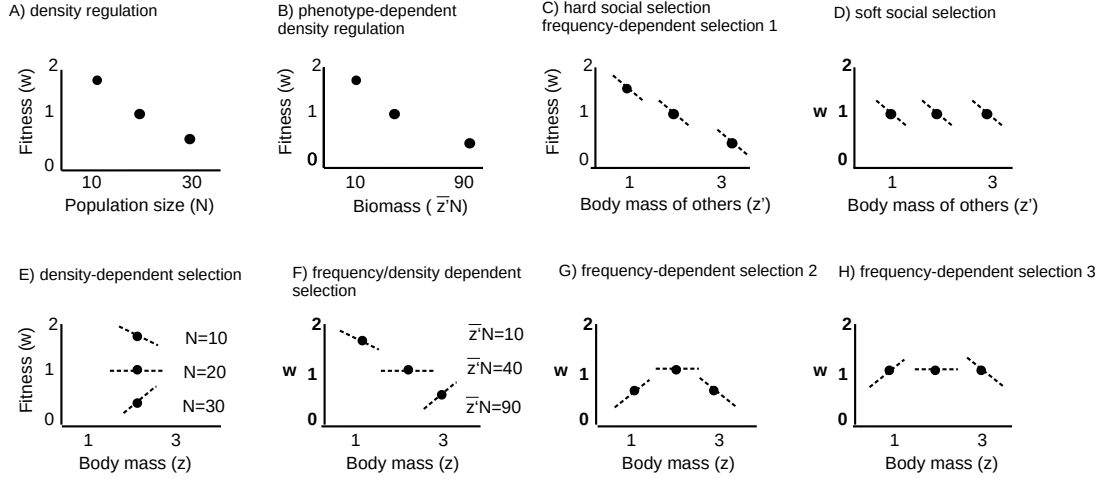 A) density regulation
B) phenotype-dependent
density regulation
C) hard social selection
frequency-dependent selection 1
D) soft social selection
Fitness (w)
2
1
0
10 30
Population size (N)
Fitness (w)
2
1
0
10 90
Biomass ( z̅'N)
Fitness (w)
2
1
0
1 3
Body mass of others (z')
w
2
1
0
1 3
Body mass of others (z')
E) density-dependent selection
F) frequency/density dependent
selection
G) frequency-dependent selection 2
H) frequency-dependent selection 3
Fitness (w)
2
1
0
N=10
N=20
N=30
1 3
Body mass (z)
w
2
1
0
z̅‘N=10
z̅‘N=40
z̅‘N=90
1 3
Body mass (z)
w
2
1
0
1 3
Body mass (z)
w
2
1
0
1 3
Body mass (z)